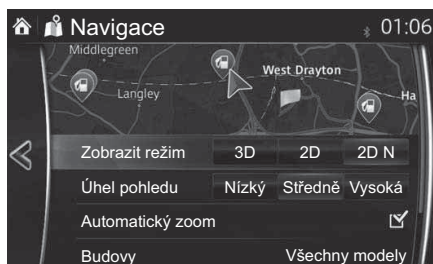 Navigace 01:06
Middlegreen
West Drayton
Langley
Ha
Zobrazit režim 3D 2D 2D N
Úhel pohledu Nízký Středně Vysoká
Automatický zoom
Budovy Všechny modely